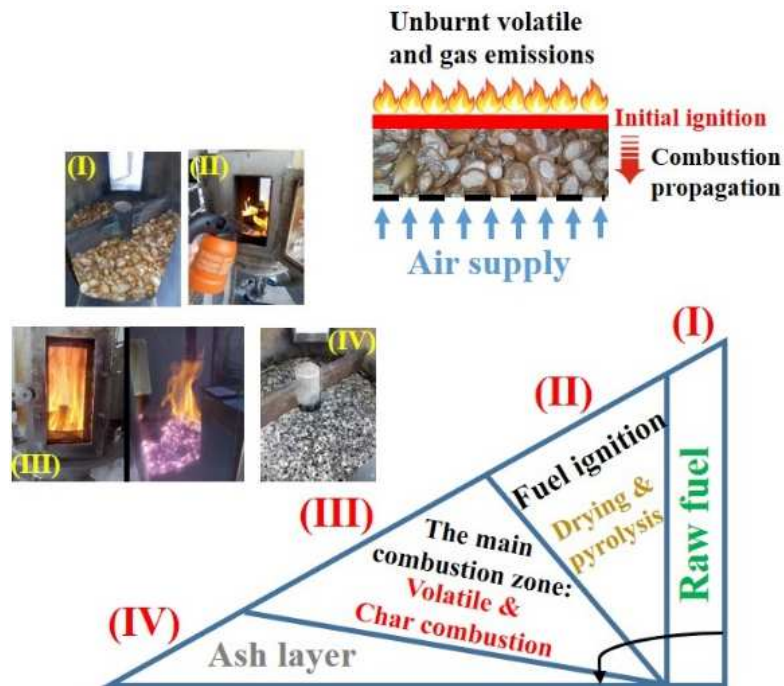 Unburnt volatile
and gas emissions
Initial ignition
Combustion
propagation
Air supply
(I)
(II)
(III)
(IV)
(I)
(II)
(III)
(IV)
Raw fuel
Fuel ignition
Drying &
pyrolysis
The main
combustion zone:
Volatile &
Char combustion
Ash layer